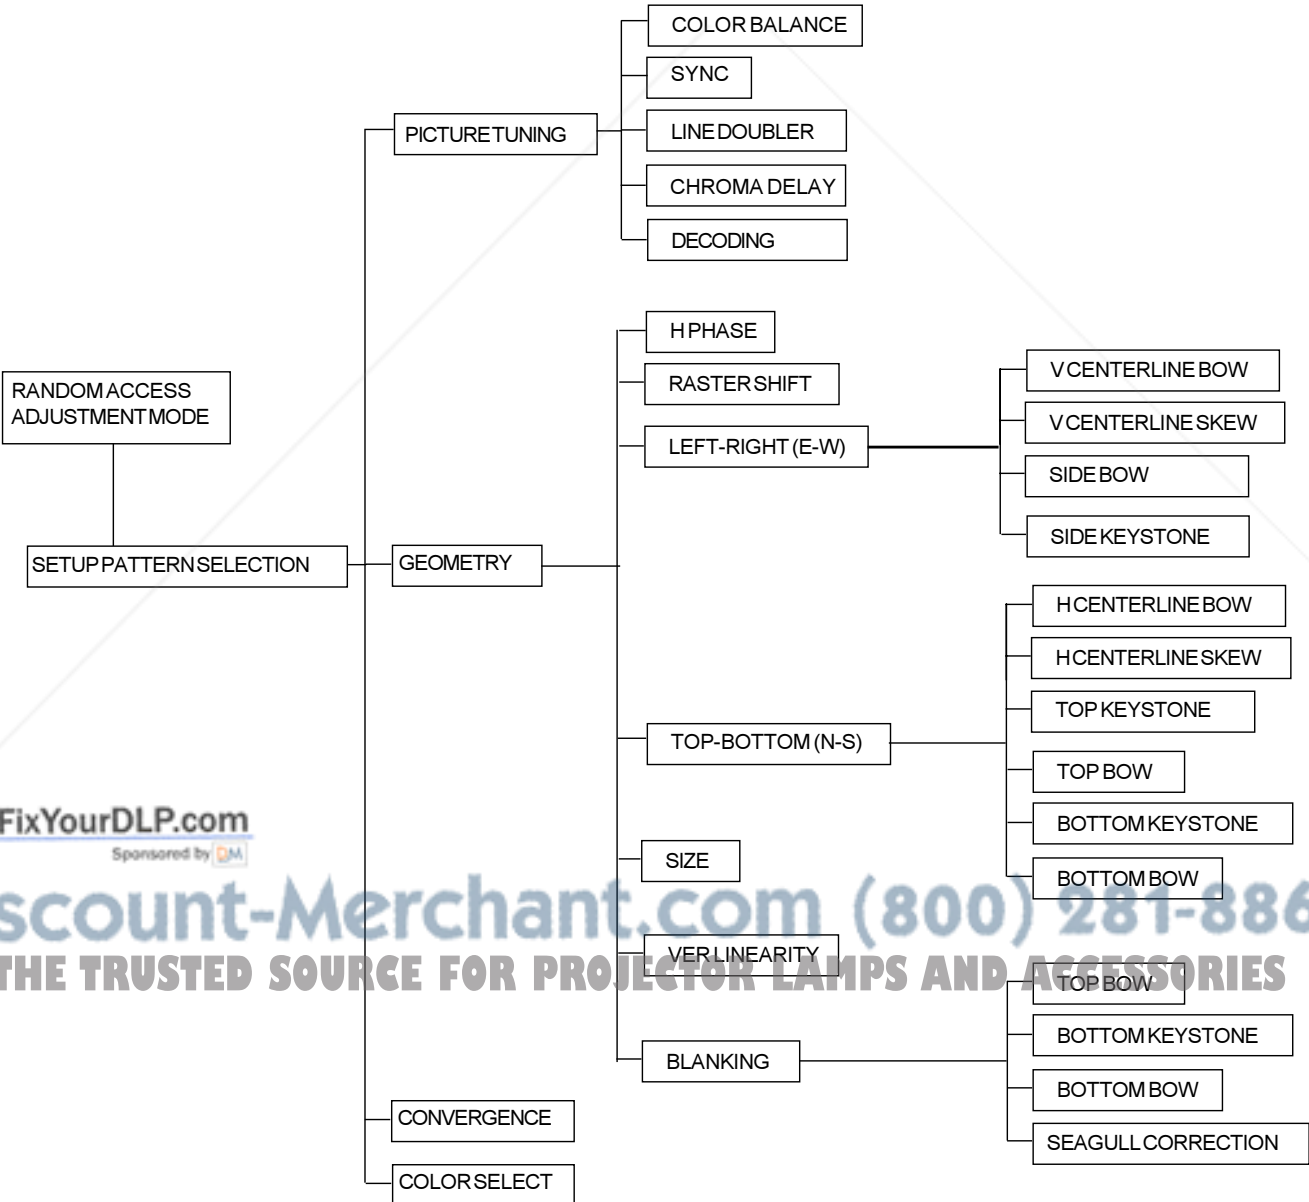 COLOR BALANCE
SYNC
LINE DOUBLER
CHROMA DELAY
DECODING
PICTURE TUNING
RANDOM ACCESS
ADJUSTMENT MODE
SETUP PATTERN SELECTION
GEOMETRY
H PHASE
RASTER SHIFT
LEFT-RIGHT (E-W)
V CENTERLINE BOW
V CENTERLINE SKEW
SIDE BOW
SIDE KEYSTONE
TOP-BOTTOM (N-S)
H CENTERLINE BOW
H CENTERLINE SKEW
TOP KEYSTONE
TOP BOW
BOTTOM KEYSTONE
BOTTOM BOW
SIZE
VER LINEARITY
BLANKING
TOP BOW
BOTTOM KEYSTONE
BOTTOM BOW
SEAGULL CORRECTION
CONVERGENCE
COLOR SELECT
FixYourDLP.com
Sponsored by DM
scount-Merchant.com (800) 281-886
THE TRUSTED SOURCE FOR PROJECTOR LAMPS AND ACCESSORIES